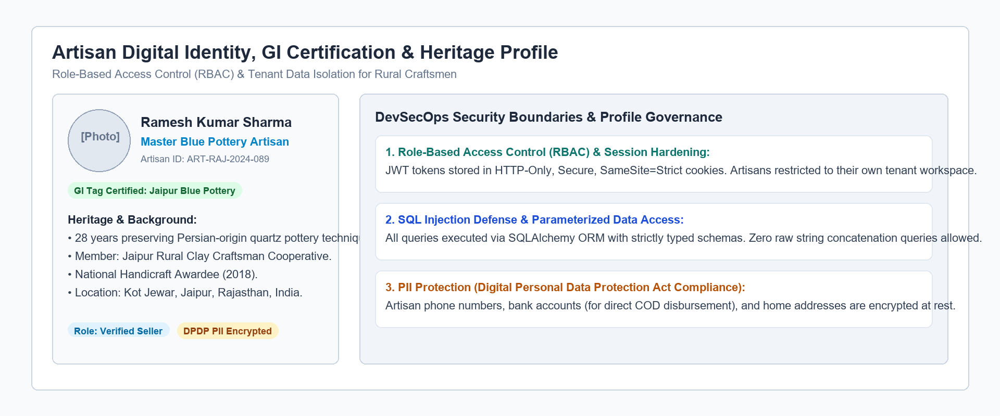 Artisan Digital Identity, GI Certification & Heritage Profile
Role-Based Access Control (RBAC) & Tenant Data Isolation for Rural Craftsmen
[Photo]
Ramesh Kumar Sharma
Master Blue Pottery Artisan
Artisan ID: ART-RAJ-2024-089
GI Tag Certified: Jaipur Blue Pottery
Heritage & Background:
• 28 years preserving Persian-origin quartz pottery
• Member: Jaipur Rural Clay Craftsman Cooperative.
• National Handicraft Awardee (2018).
• Location: Kot Jewar, Jaipur, Rajasthan, India.
Role: Verified Seller
DPDP PII Encrypted
DevSecOps Security Boundaries & Profile Governance
1. Role-Based Access Control (RBAC) & Session Hardening:
JWT tokens stored in HTTP-Only, Secure, SameSite=Strict cookies. Artisans restricted to their own tenant workspace.
2. SQL Injection Defense & Parameterized Data Access:
All queries executed via SQLAlchemy ORM with strictly typed schemas. Zero raw string concatenation queries allowed.
3. PII Protection (Digital Personal Data Protection Act Compliance):
Artisan phone numbers, bank accounts (for direct COD disbursement), and home addresses are encrypted at rest.